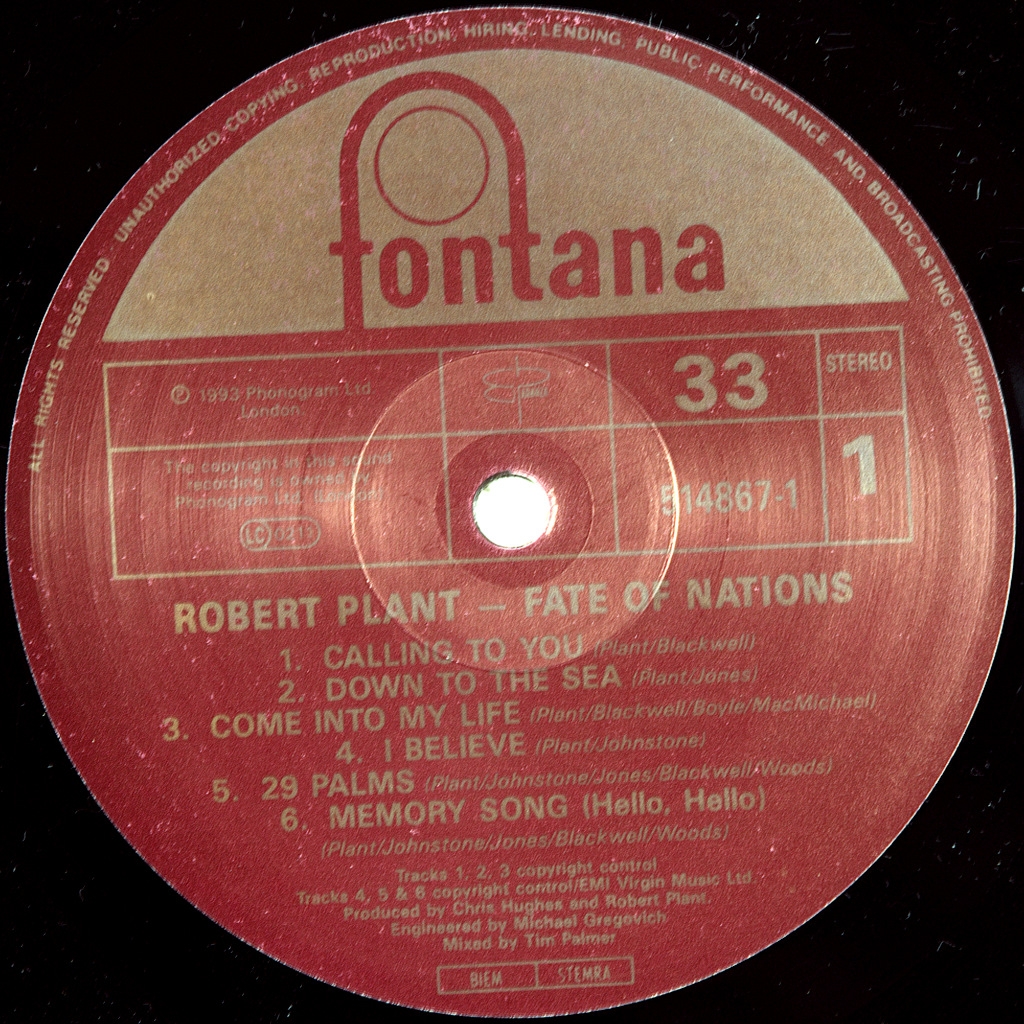 ALL RIGHTS RESERVED UNAUTHORIZED COPYING REPRODUCTION HIRING LENDING PUBLIC PERFORMANCE AND BROADCASTING PROHIBITED
fontana
℗ 1993 Phonogram Ltd.
London.
33
STEREO
The copyright in this sound
recording is owned by
Phonogram Ltd. (London)
LC 0211
514867-1
1
ROBERT PLANT – FATE OF NATIONS
1. CALLING TO YOU (Plant/Blackwell)
2. DOWN TO THE SEA (Plant/Jones)
3. COME INTO MY LIFE (Plant/Blackwell/Boyle/MacMichael)
4. I BELIEVE (Plant/Johnstone)
5. 29 PALMS (Plant/Johnstone/Jones/Blackwell/Woods)
6. MEMORY SONG (Hello, Hello)
(Plant/Johnstone/Jones/Blackwell/Woods)
Tracks 1, 2, 3 copyright control
Tracks 4, 5 & 6 copyright control/EMI Virgin Music Ltd.
Produced by Chris Hughes and Robert Plant.
Engineered by Michael Gregovich
Mixed by Tim Palmer
BIEM STEMRA